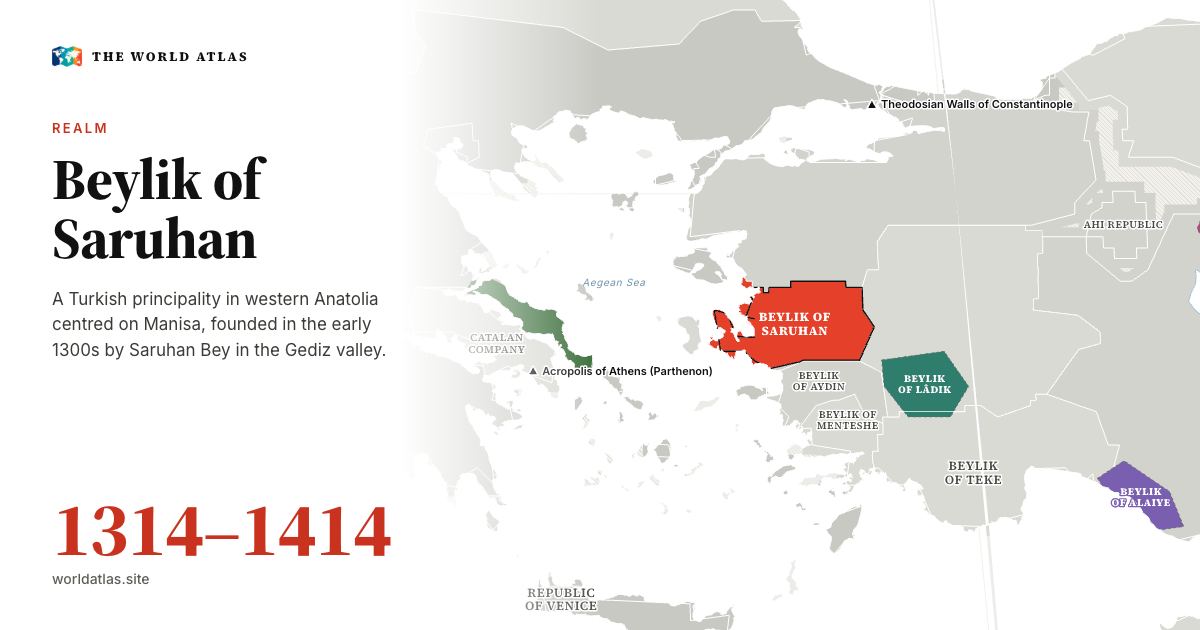 THE WORLD ATLAS
REALM
Beylik of
Saruhan
A Turkish principality in western Anatolia
centred on Manisa, founded in the early
1300s by Saruhan Bey in the Gediz valley.
1314–1414
worldatlas.site
Theodosian Walls of Constantinople
AHI REPUBLIC
Aegean Sea
BEYLIK OF
SARUHAN
CATALAN
COMPANY
Acropolis of Athens (Parthenon)
BEYLIK
OF AYDIN
BEYLIK
OF LÂDIK
BEYLIK OF
MENTESHE
BEYLIK
OF TEKE
BEYLIK
OF ALAIYE
REPUBLIC
OF VENICE